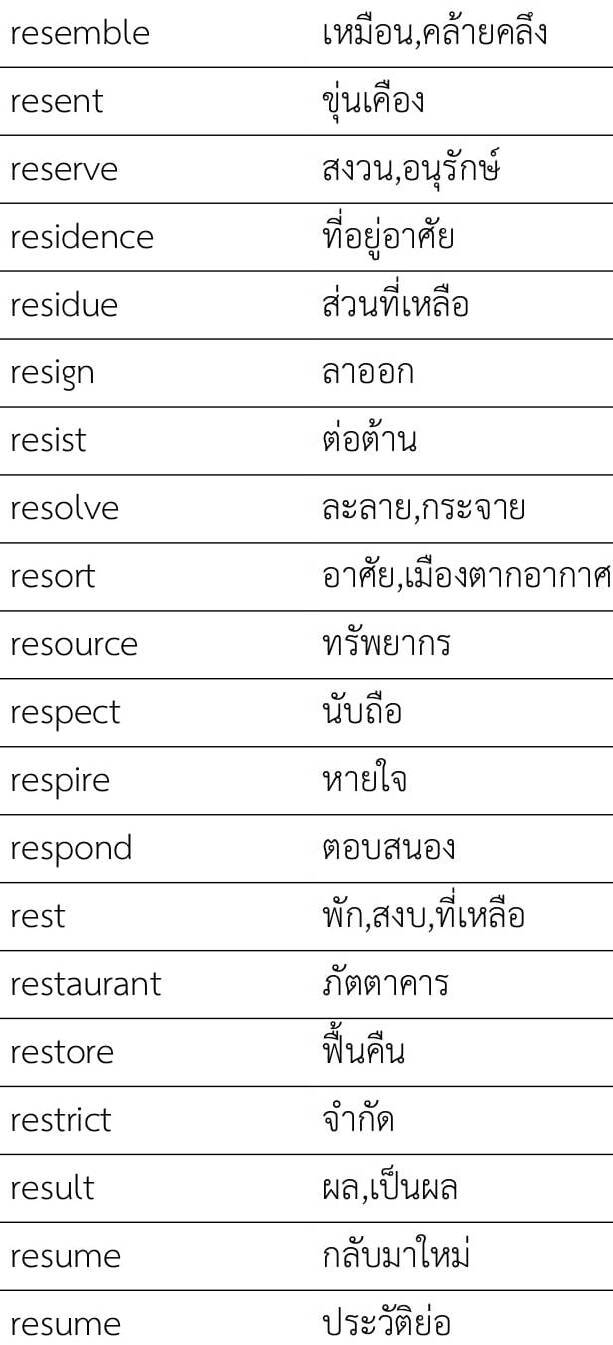 resemble เหมือน,คล้ายคลึง
resent ขุ่นเคือง
reserve สงวน,อนุรักษ์
residence ที่อยู่อาศัย
residue ส่วนที่เหลือ
resign ลาออก
resist ต่อต้าน
resolve ละลาย,กระจาย
resort อาศัย,เมืองตากอากาศ
resource ทรัพยากร
respect นับถือ
respire หายใจ
respond ตอบสนอง
rest พัก,สงบ,ที่เหลือ
restaurant ภัตตาคาร
restore ฟื้นคืน
restrict จำกัด
result ผล,เป็นผล
resume กลับมาใหม่
resume ประวัติย่อ